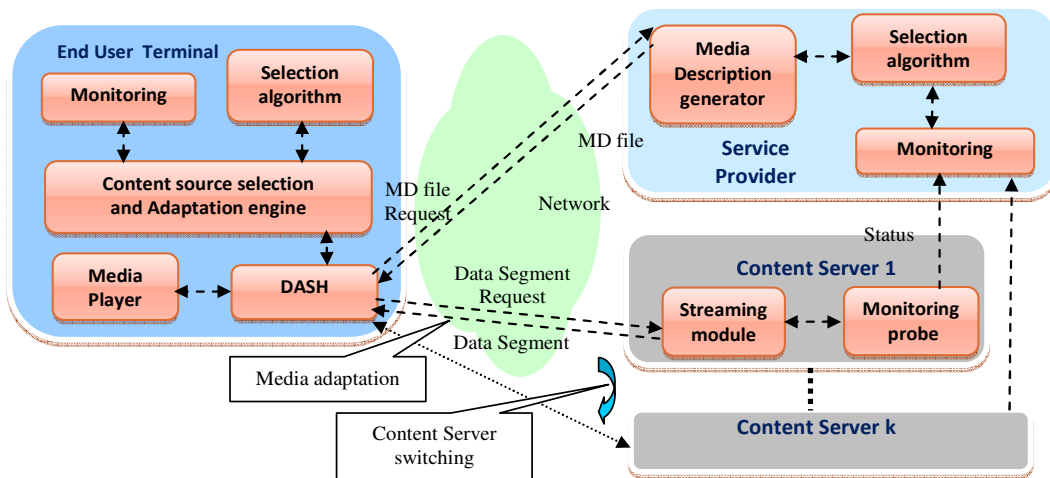 End User Terminal
Monitoring
Selection
algorithm
Content source selection
and Adaptation engine
Media
Player
DASH
MD file
Request
MD file
Network
Data Segment
Request
Data Segment
Media adaptation
Content Server
switching
Media
Description
generator
Selection
algorithm
Service
Provider
Monitoring
Status
Content Server 1
Streaming
module
Monitoring
probe
Content Server k